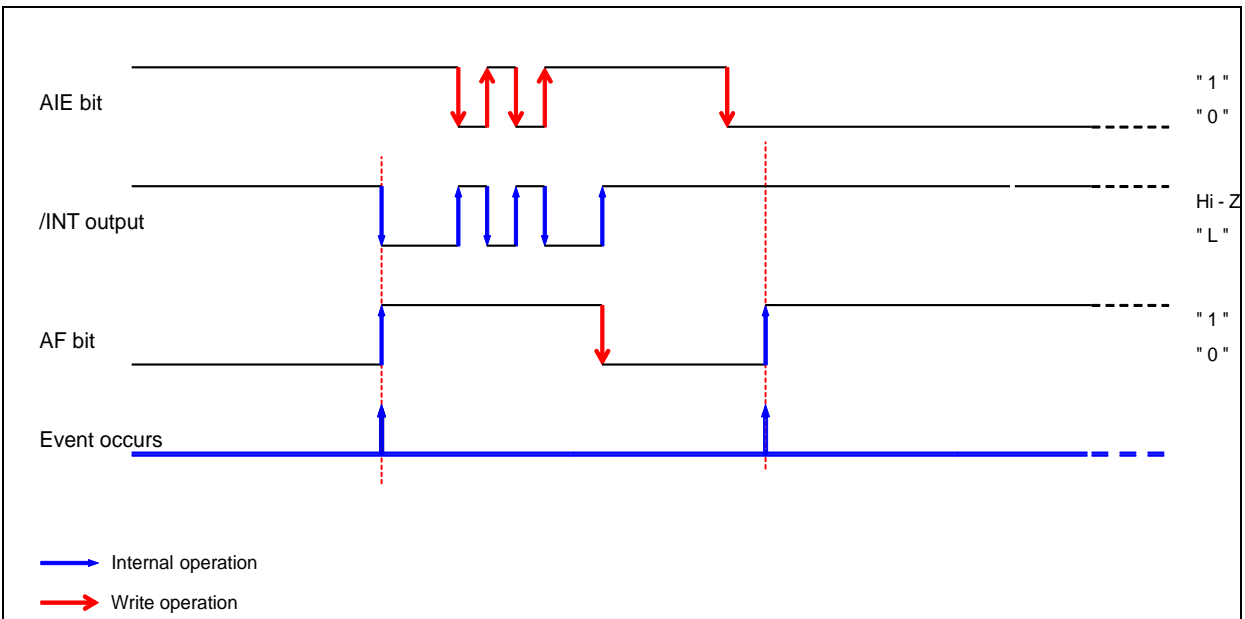 AIE bit
" 1 "
" 0 "
/INT output
Hi - Z
" L "
AF bit
" 1 "
" 0 "
Event occurs
Internal operation
Write operation